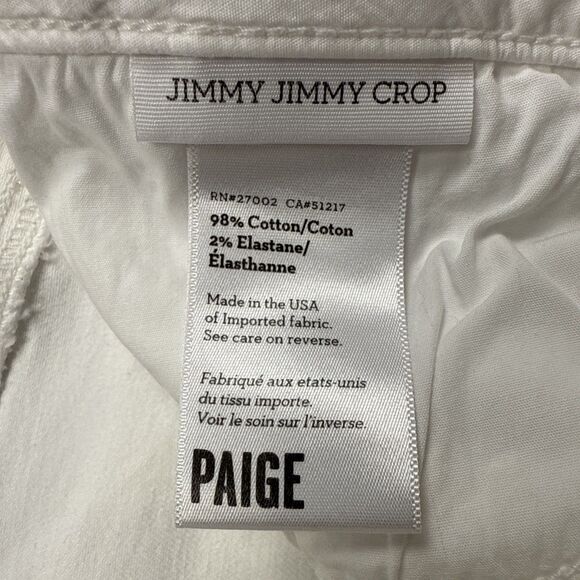 JIMMY JIMMY CROP
RN#27002 CA#51217
98% Cotton/Coton
2% Elastane/
Élasthanne
Made in the USA
of Imported fabric.
See care on reverse.
Fabriqué aux etats-unis
du tissu importe.
Voir le soin sur l'inverse.
PAIGE